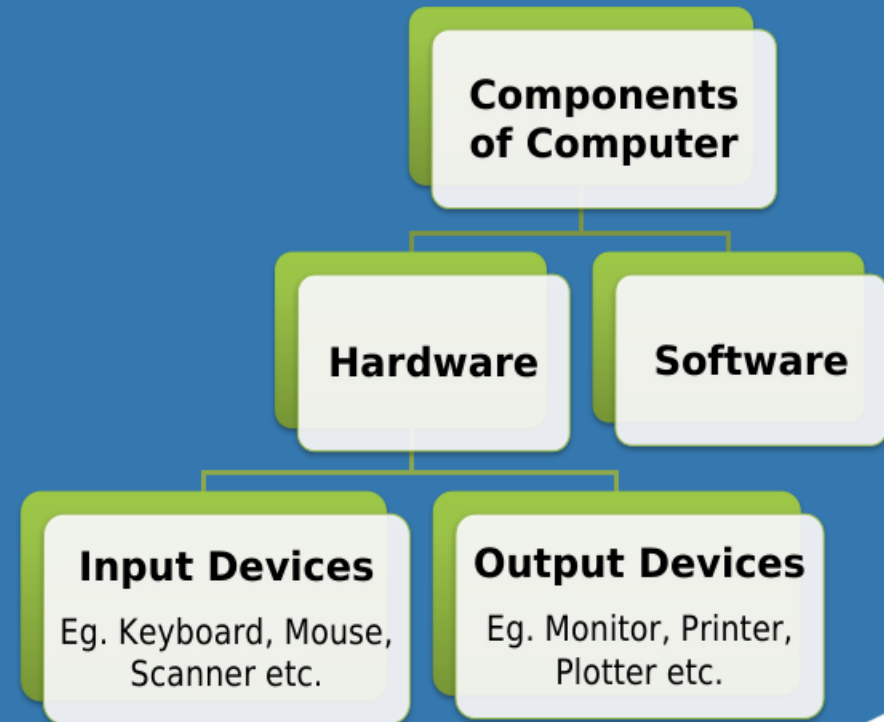 Components
of Computer
Hardware
Software
Input Devices
Eg. Keyboard, Mouse,
Scanner etc.
Output Devices
Eg. Monitor, Printer,
Plotter etc.